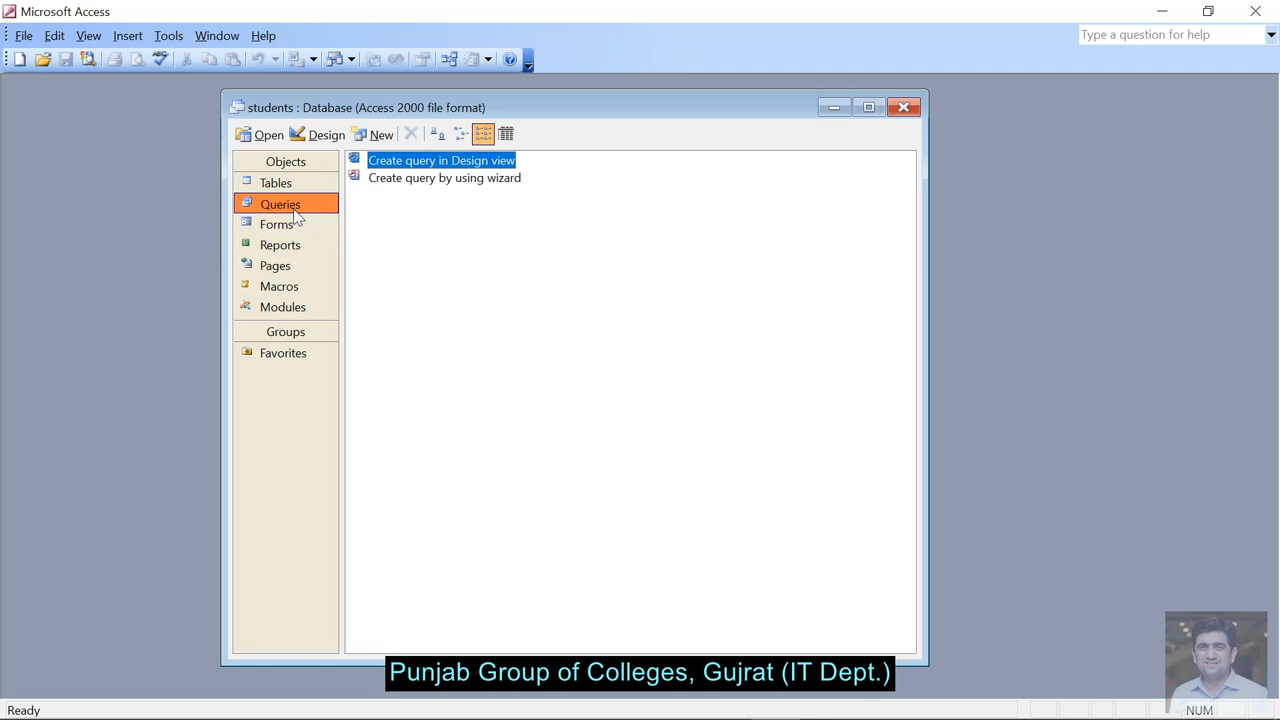 Microsoft Access
File Edit View Insert Tools Window Help
Type a question for help
students : Database (Access 2000 file format)
Open Design New
Objects
Tables
Queries
Forms
Reports
Pages
Macros
Modules
Groups
Favorites
Create query in Design view
Create query by using wizard
Punjab Group of Colleges, Gujrat (IT Dept.)
Ready
NUM